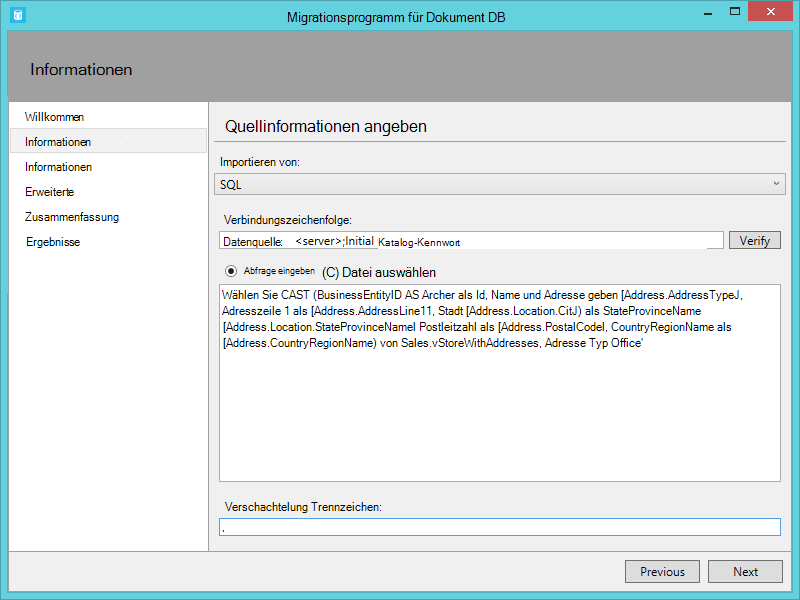 Migrationsprogramm für Dokument DB
Informationen
Willkommen
Informationen
Informationen
Erweiterte
Zusammenfassung
Ergebnisse
Quellinformationen angeben
Importieren von:
SQL
Verbindungszeichenfolge:
Datenquelle: <server>;Initial Katalog-Kennwort
Verify
Abfrage eingeben (C) Datei auswählen
Wählen Sie CAST (BusinessEntityID AS Archer als Id, Name und Adresse geben [Address.AddressTypeJ,
Adresszeile 1 als [Address.AddressLine11, Stadt [Address.Location.CitJ) als StateProvinceName
[Address.Location.StateProvinceNamel Postleitzahl als [Address.PostalCodel, CountryRegionName als
[Address.CountryRegionName) von Sales.vStoreWithAddresses, Adresse Typ Office'
Verschachtelung Trennzeichen:
.
Previous
Next